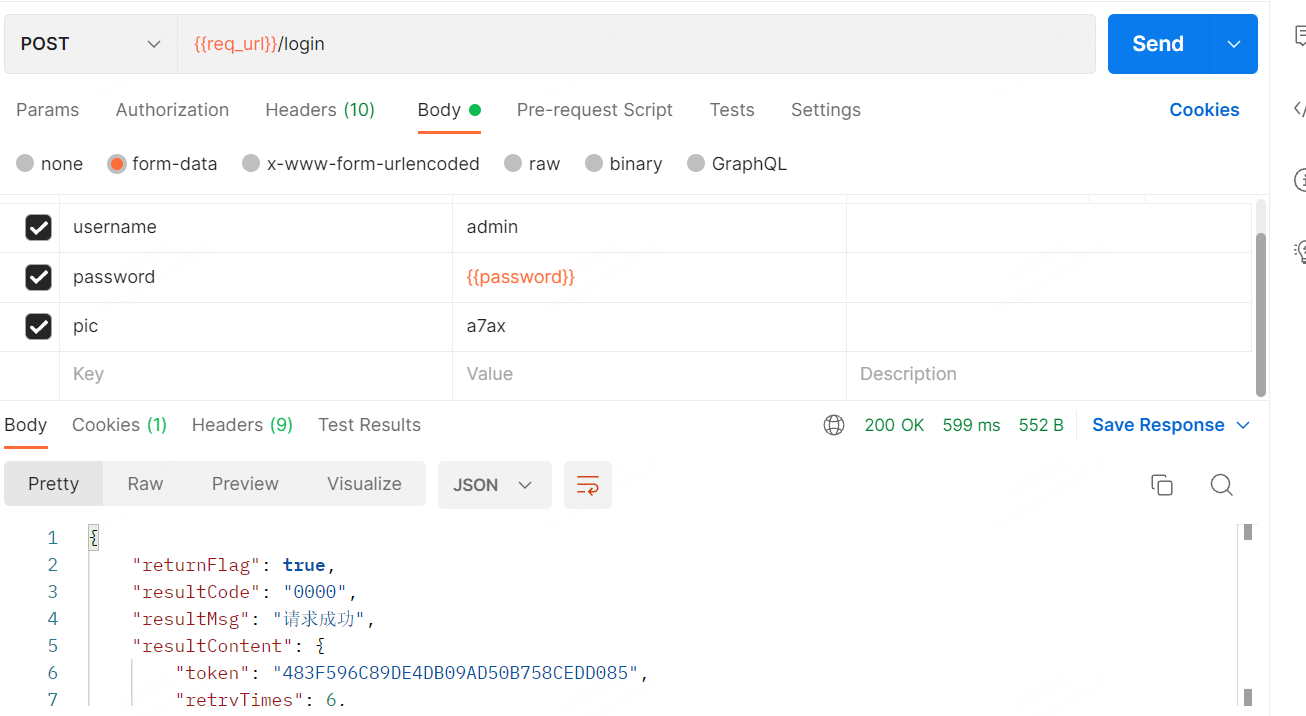 POST {{req_url}}/login Send
Params Authorization Headers (10) Body Pre-request Script Tests Settings Cookies
none form-data x-www-form-urlencoded raw binary GraphQL
username admin
password {{password}}
pic a7ax
Key Value Description
Body Cookies (1) Headers (9) Test Results 200 OK 599 ms 552 B Save Response
Pretty Raw Preview Visualize JSON
1 {
2 "returnFlag": true,
3 "resultCode": "0000",
4 "resultMsg": "请求成功",
5 "resultContent": {
6 "token": "483F596C89DE4DB09AD50B758CEDD085",
7 "retryTimes": 6,